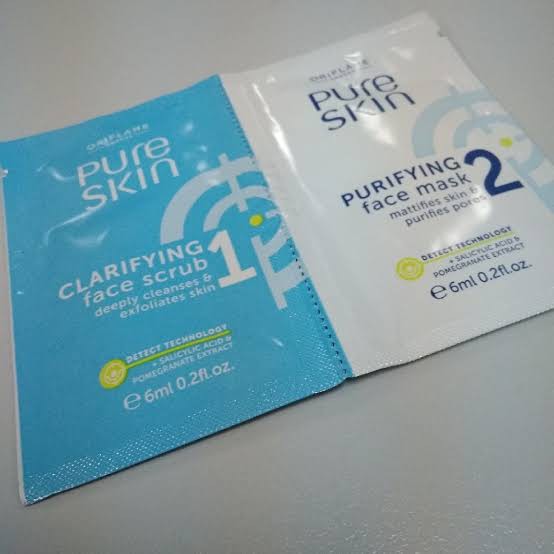 ORIFLAME
PURE
SKIN
CLARIFYING
face scrub
1
deeply cleanses &
exfoliates skin
DETECT TECHNOLOGY
+ SALICYLIC ACID &
POMEGRANATE EXTRACT
e 6ml 0.2fl.oz.
ORIFLAME
PURE
SKIN
PURIFYING
face mask
2
mattifies skin &
purifies pores
DETECT TECHNOLOGY
+ SALICYLIC ACID &
POMEGRANATE EXTRACT
e 6ml 0.2fl.oz.